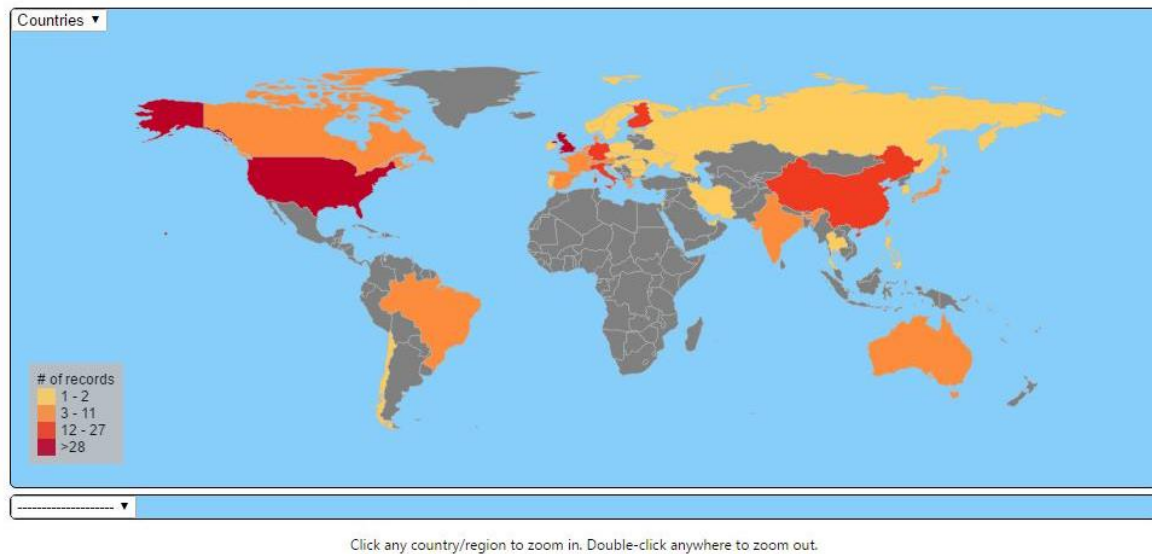 Countries ▼
# of records
1 - 2
3 - 11
12 - 27
>28
-------------------- ▼
Click any country/region to zoom in. Double-click anywhere to zoom out.